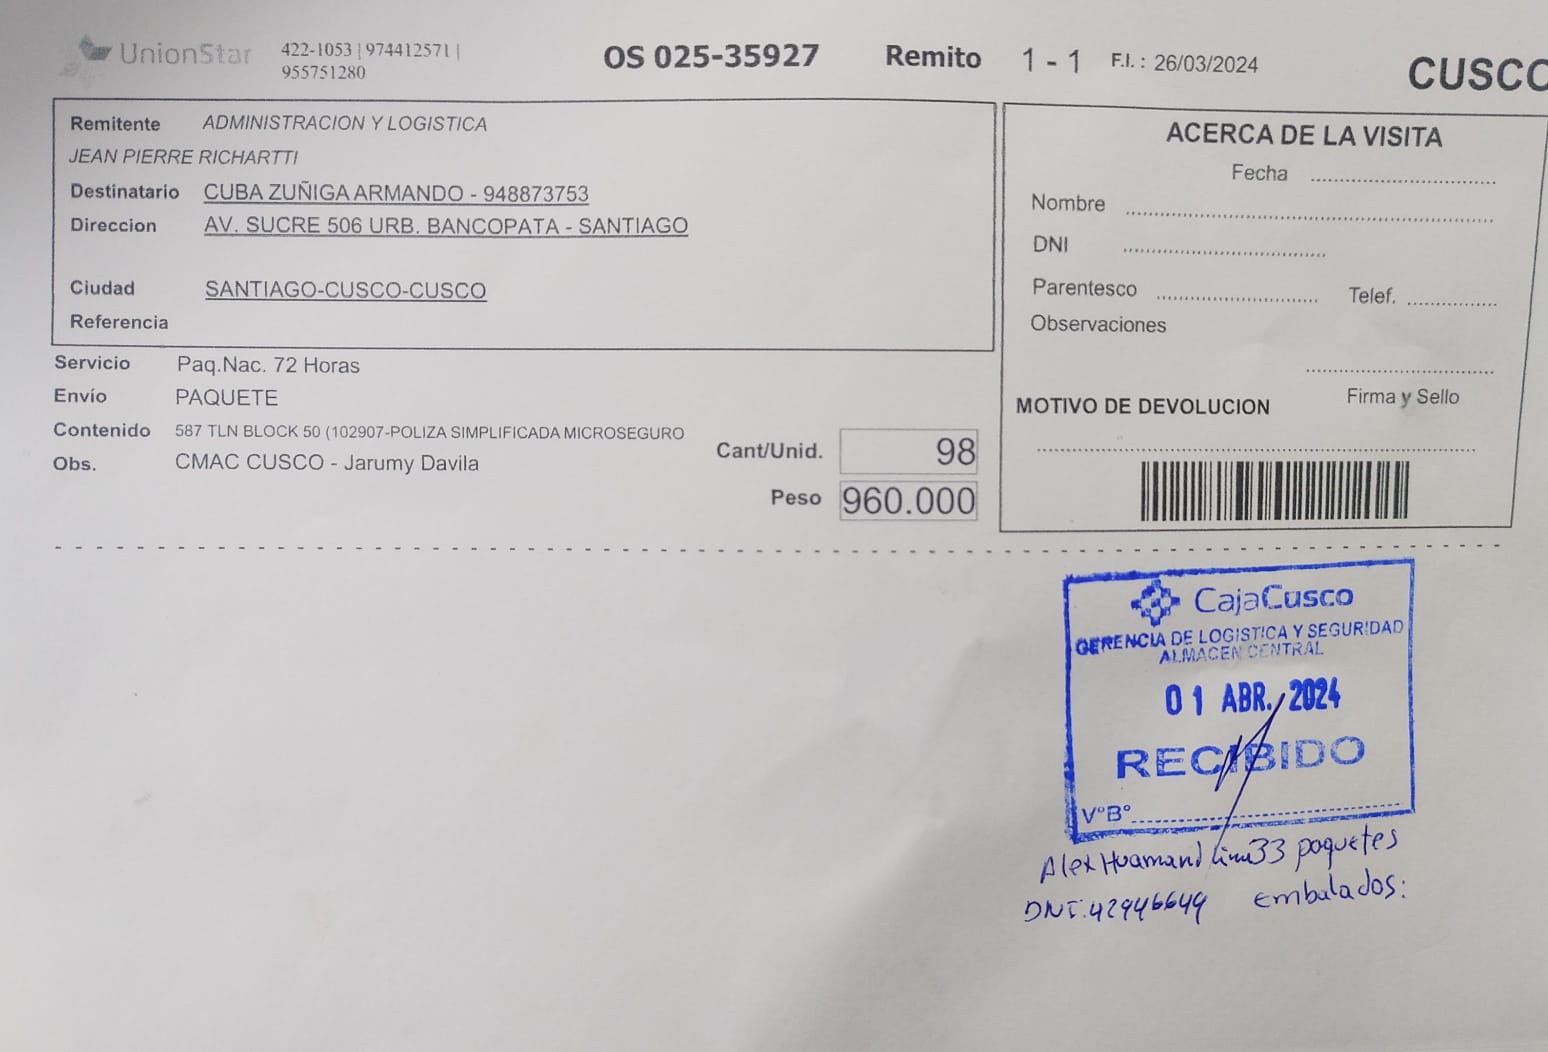 UnionStar 422-1053 | 974412571 |
955751280
OS 025-35927 Remito 1 - 1 F.I. : 26/03/2024
CUSCO
Remitente ADMINISTRACION Y LOGISTICA
JEAN PIERRE RICHARTTI
Destinatario CUBA ZUÑIGA ARMANDO - 948873753
Direccion AV. SUCRE 506 URB. BANCOPATA - SANTIAGO
Ciudad SANTIAGO-CUSCO-CUSCO
Referencia
Servicio Paq.Nac. 72 Horas
Envío PAQUETE
Contenido 587 TLN BLOCK 50 (102907-POLIZA SIMPLIFICADA MICROSEGURO
Obs. CMAC CUSCO - Jarumy Davila
Cant/Unid. 98
Peso 960.000
ACERCA DE LA VISITA
Fecha
Nombre
DNI
Parentesco Telef.
Observaciones
Firma y Sello
MOTIVO DE DEVOLUCION
CajaCusco
GERENCIA DE LOGISTICA Y SEGURIDAD
ALMACEN CENTRAL
01 ABR. 2024
RECIBIDO
V°B°
Alex Huamani 33 paquetes
DNI. 42946649 embalados: